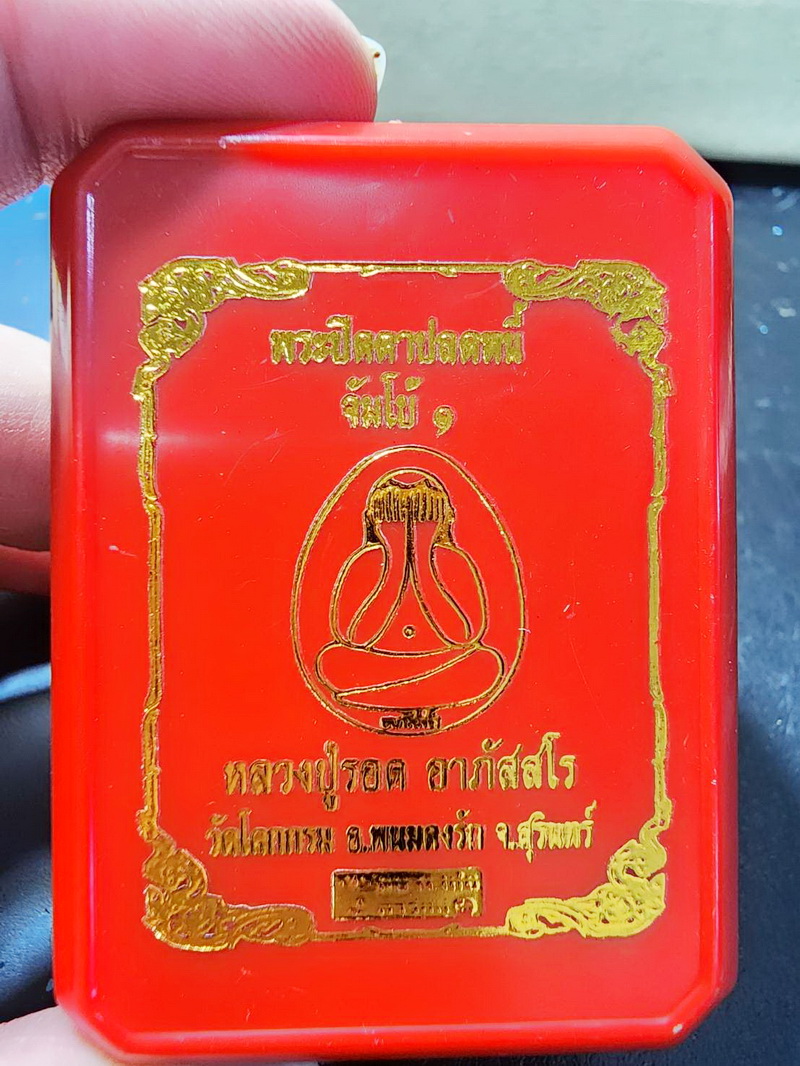 พระปิดตาปลดหนี้
จัมโบ้ ๑
หลวงปู่รอด อาภัสสโร
วัดโคกกรม อ.พนมดงรัก จ.สุรินทร์